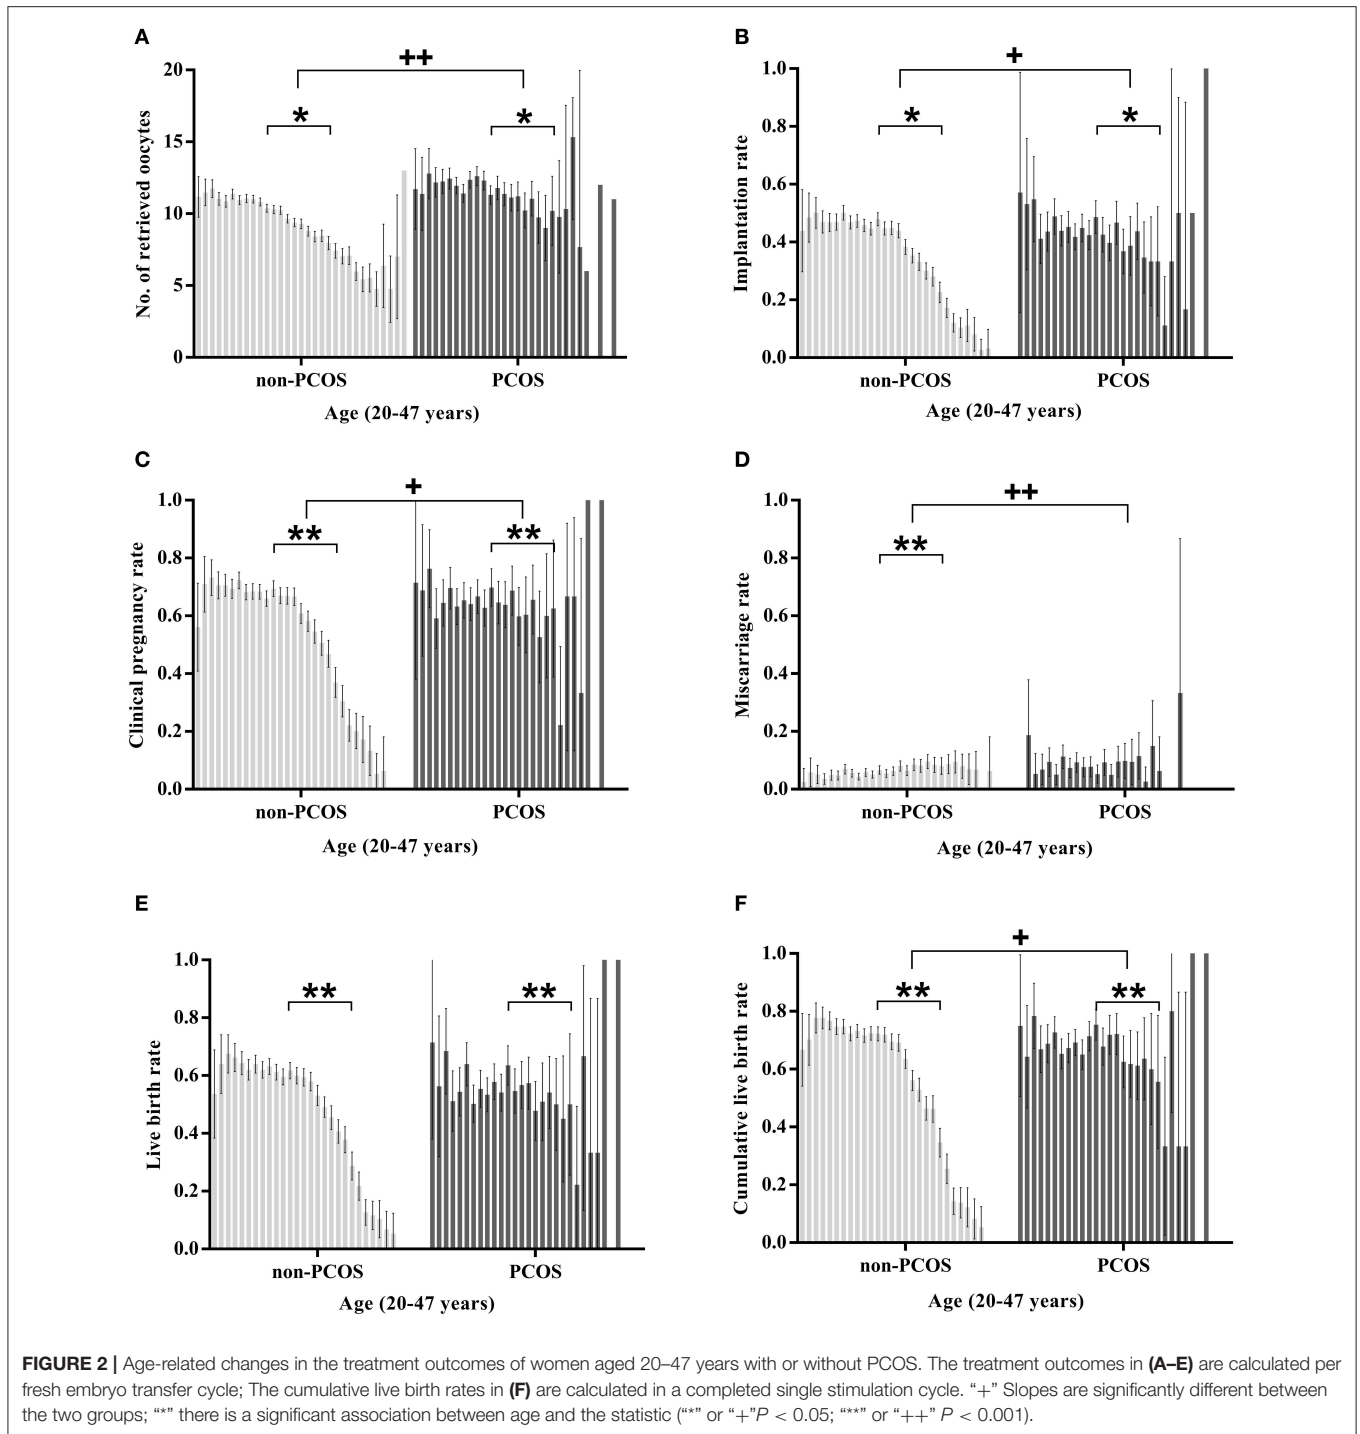 A
++
*
*
20
15
10
5
0
No. of retrieved oocytes
non-PCOS
PCOS
Age (20-47 years)
B
+
*
*
1.0
0.8
0.6
0.4
0.2
0.0
Implantation rate
non-PCOS
PCOS
Age (20-47 years)
C
+
**
**
1.0
0.8
0.6
0.4
0.2
0.0
Clinical pregnancy rate
non-PCOS
PCOS
Age (20-47 years)
D
++
**
1.0
0.8
0.6
0.4
0.2
0.0
Miscarriage rate
non-PCOS
PCOS
Age (20-47 years)
E
**
**
1.0
0.8
0.6
0.4
0.2
0.0
Live birth rate
non-PCOS
PCOS
Age (20-47 years)
F
+
**
**
1.0
0.8
0.6
0.4
0.2
0.0
Cumulative live birth rate
non-PCOS
PCOS
Age (20-47 years)
FIGURE 2 | Age-related changes in the treatment outcomes of women aged 20–47 years with or without PCOS. The treatment outcomes in (A–E) are calculated per
fresh embryo transfer cycle; The cumulative live birth rates in (F) are calculated in a completed single stimulation cycle. “+” Slopes are significantly different between
the two groups; “*” there is a significant association between age and the statistic (“*” or “+”P < 0.05; “**” or “++” P < 0.001).